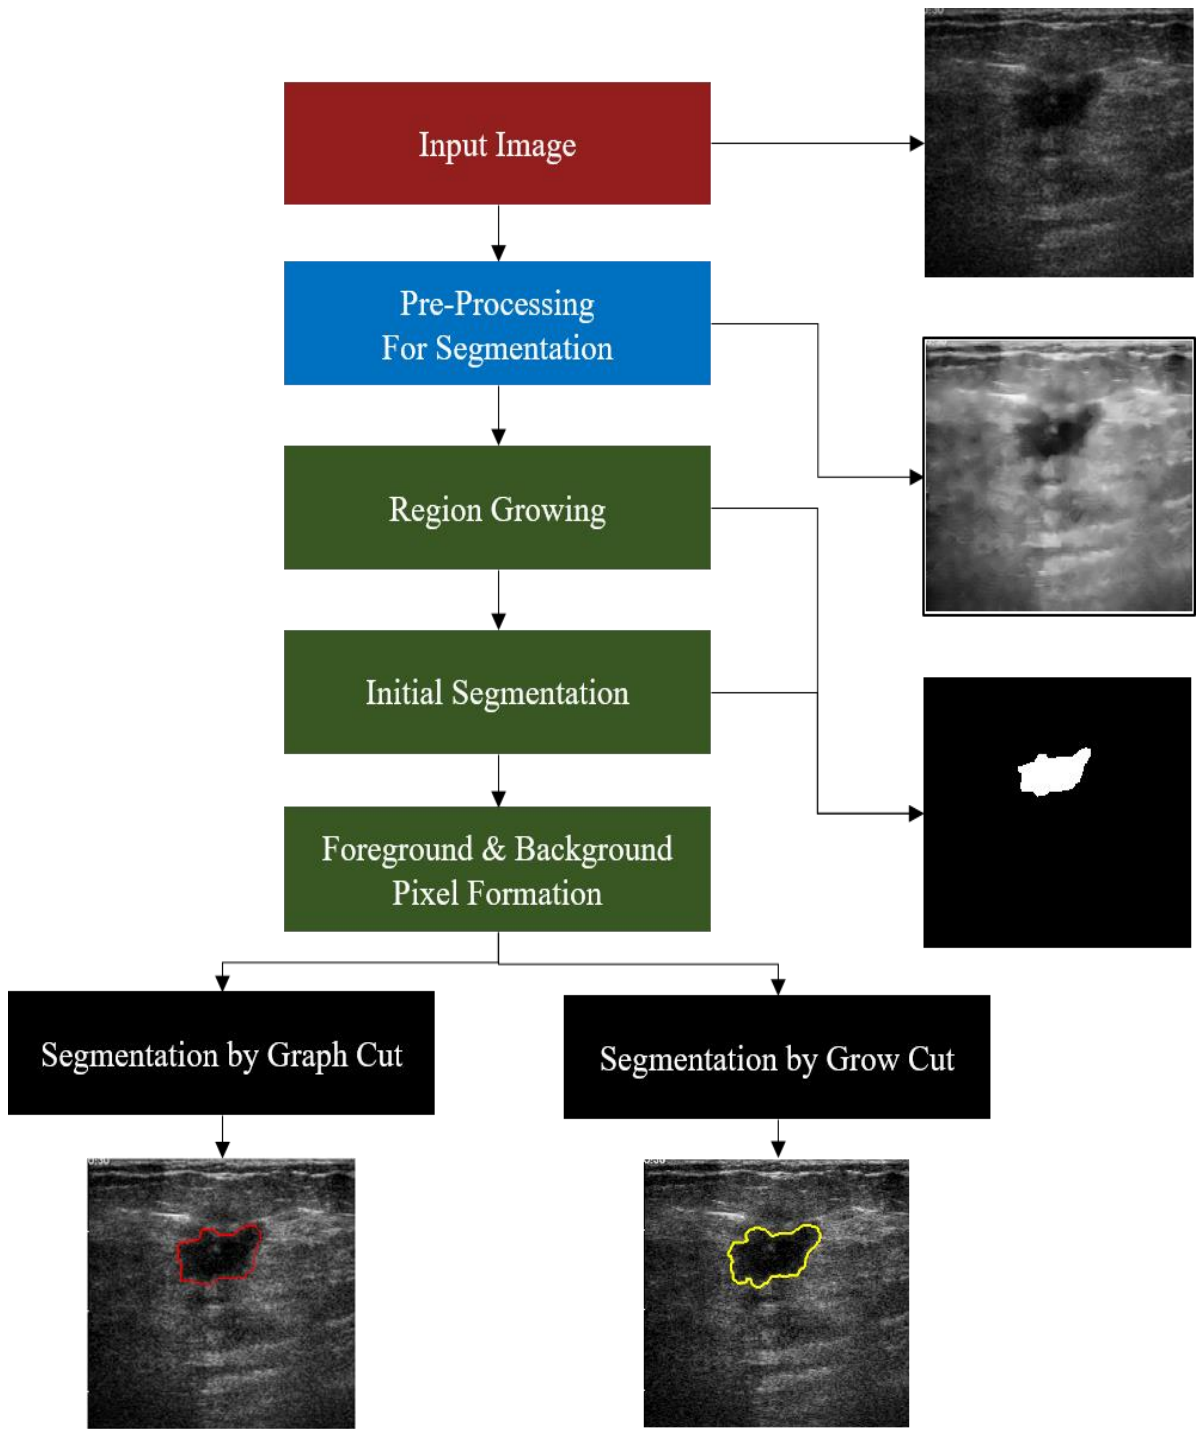 Input Image
Pre-Processing
For Segmentation
Region Growing
Initial Segmentation
Foreground & Background
Pixel Formation
Segmentation by Graph Cut
Segmentation by Grow Cut